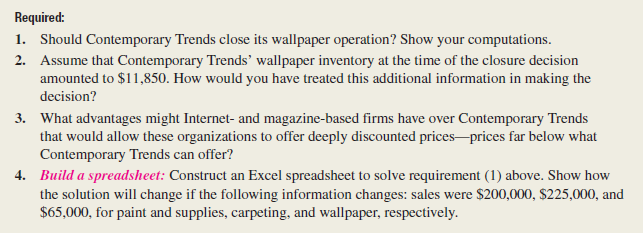 Required:
1. Should Contemporary Trends close its wallpaper operation? Show your computations.
2. Assume that Contemporary Trends’ wallpaper inventory at the time of the closure decision
amounted to $11,850. How would you have treated this additional information in making the
decision?
3. What advantages might Internet- and magazine-based firms have over Contemporary Trends
that would allow these organizations to offer deeply discounted prices—prices far below what
Contemporary Trends can offer?
4. Build a spreadsheet: Construct an Excel spreadsheet to solve requirement (1) above. Show how
the solution will change if the following information changes: sales were $200,000, $225,000, and
$65,000, for paint and supplies, carpeting, and wallpaper, respectively.